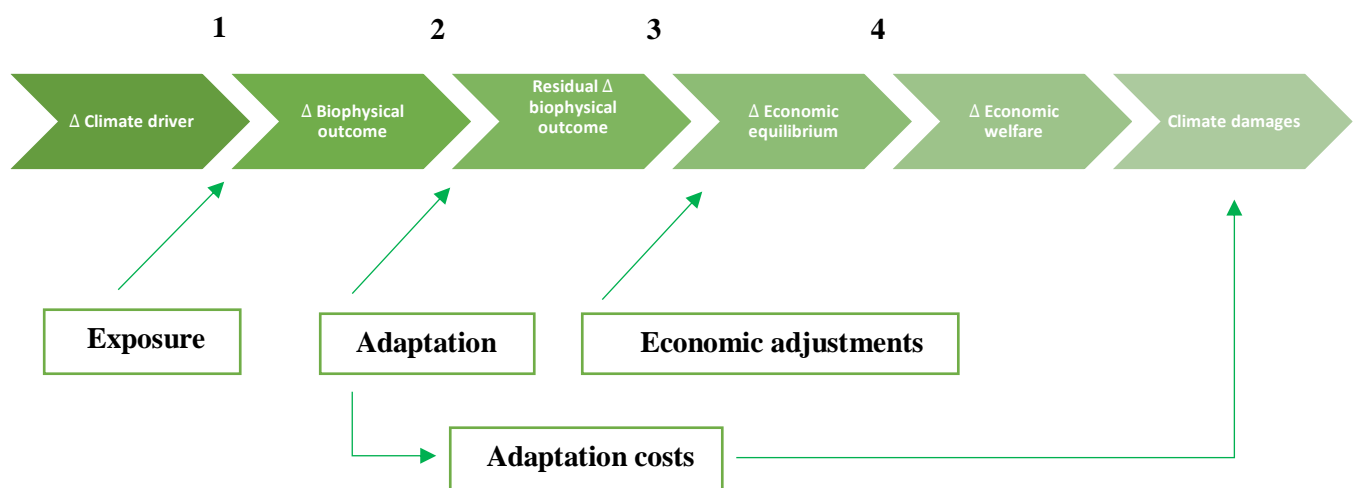 1 2 3 4
Δ Climate driver
Δ Biophysical
outcome
Residual Δ
biophysical
outcome
Δ Economic
equilibrium
Δ Economic
welfare
Climate damages
Exposure
Adaptation
Economic adjustments
Adaptation costs